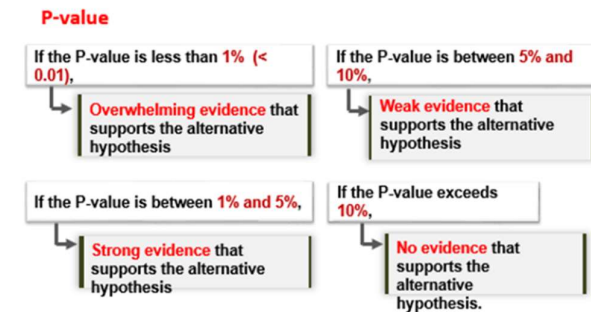 P-value
If the P-value is less than 1% (<
0.01),
Overwhelming evidence that
supports the alternative
hypothesis
If the P-value is between 5% and
10%,
Weak evidence that
supports the alternative
hypothesis
If the P-value is between 1% and 5%,
Strong evidence that
supports the alternative
hypothesis
If the P-value exceeds
10%,
No evidence that
supports the
alternative
hypothesis.